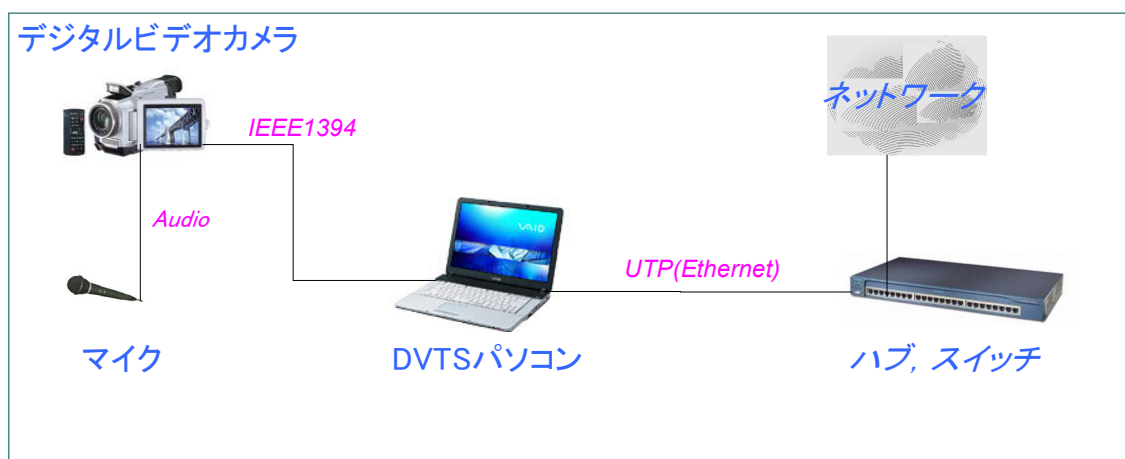 デジタルビデオカメラ
ネットワーク
IEEE1394
Audio
VAIO
UTP(Ethernet)
マイク
DVTSパソコン
ハブ, スイッチ